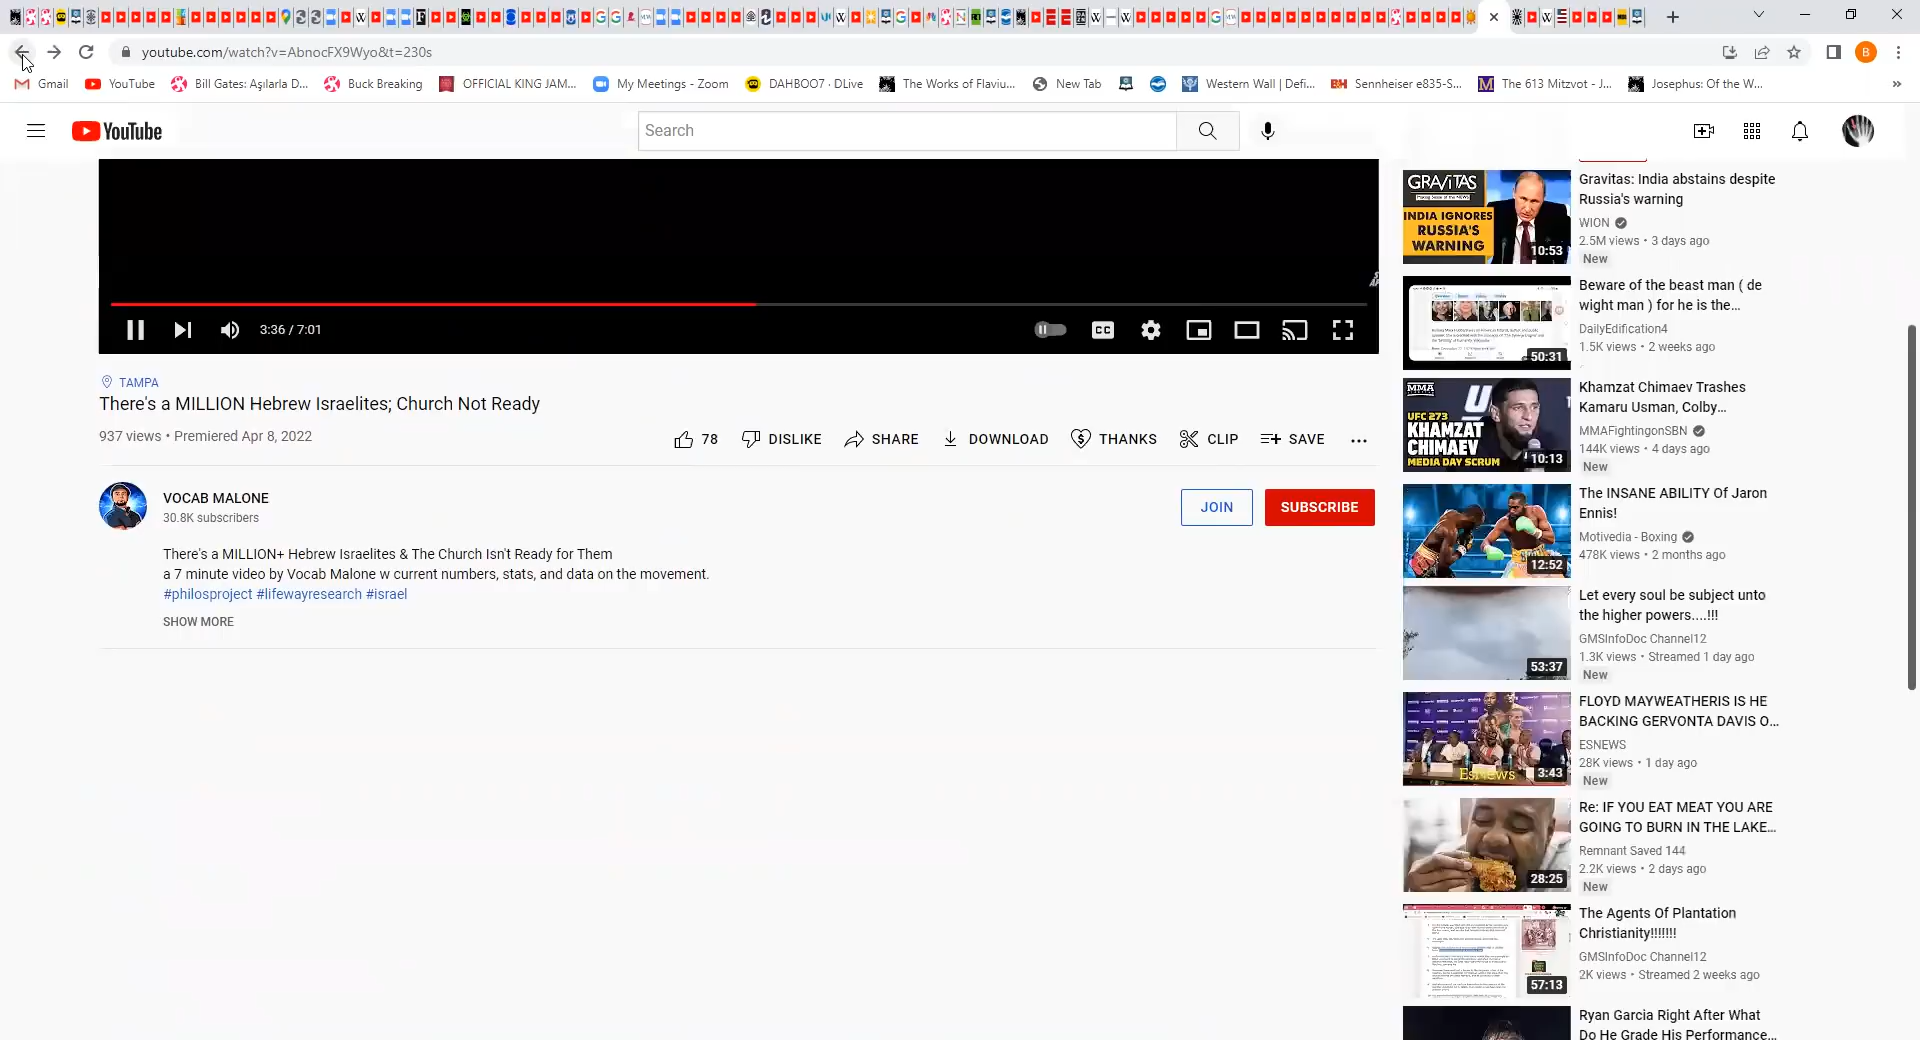 youtube.com/watch?v=AbnocFX9Wyo&t=230s
B
Gmail
YouTube
Bill Gates: Aşılarla D...
Buck Breaking
OFFICIAL KING JAM...
My Meetings - Zoom
DAHBOO7 · DLive
The Works of Flaviu...
New Tab
Western Wall | Defi...
Sennheiser e835-S...
The 613 Mitzvot - J...
Josephus: Of the W...
YouTube
Search
3:36 / 7:01
CC
TAMPA
There's a MILLION Hebrew Israelites; Church Not Ready
937 views • Premiered Apr 8, 2022
78
DISLIKE
SHARE
DOWNLOAD
THANKS
CLIP
SAVE
VOCAB MALONE
30.8K subscribers
JOIN
SUBSCRIBE
There's a MILLION+ Hebrew Israelites & The Church Isn't Ready for Them
a 7 minute video by Vocab Malone w current numbers, stats, and data on the movement.
#philosproject #lifewayresearch #israel
SHOW MORE
GRAVITAS
INDIA IGNORES
RUSSIA'S
WARNING
10:53
Gravitas: India abstains despite
Russia's warning
WION
2.5M views • 3 days ago
New
50:31
Beware of the beast man ( de
wight man ) for he is the...
DailyEdification4
1.5K views • 2 weeks ago
MMA
UFC 273
KHAMZAT
CHIMAEV
MEDIA DAY SCRUM
10:13
Khamzat Chimaev Trashes
Kamaru Usman, Colby...
MMAFightingonSBN
144K views • 4 days ago
New
12:52
The INSANE ABILITY Of Jaron
Ennis!
Motivedia - Boxing
478K views • 2 months ago
53:37
Let every soul be subject unto
the higher powers....!!!
GMSInfoDoc Channel12
1.3K views • Streamed 1 day ago
New
EsNews
3:43
FLOYD MAYWEATHERIS IS HE
BACKING GERVONTA DAVIS O...
ESNEWS
28K views • 1 day ago
New
28:25
Re: IF YOU EAT MEAT YOU ARE
GOING TO BURN IN THE LAKE...
Remnant Saved 144
2.2K views • 2 days ago
New
57:13
The Agents Of Plantation
Christianity!!!!!!!
GMSInfoDoc Channel12
2K views • Streamed 2 weeks ago
Ryan Garcia Right After What
Do He Grade His Performance...